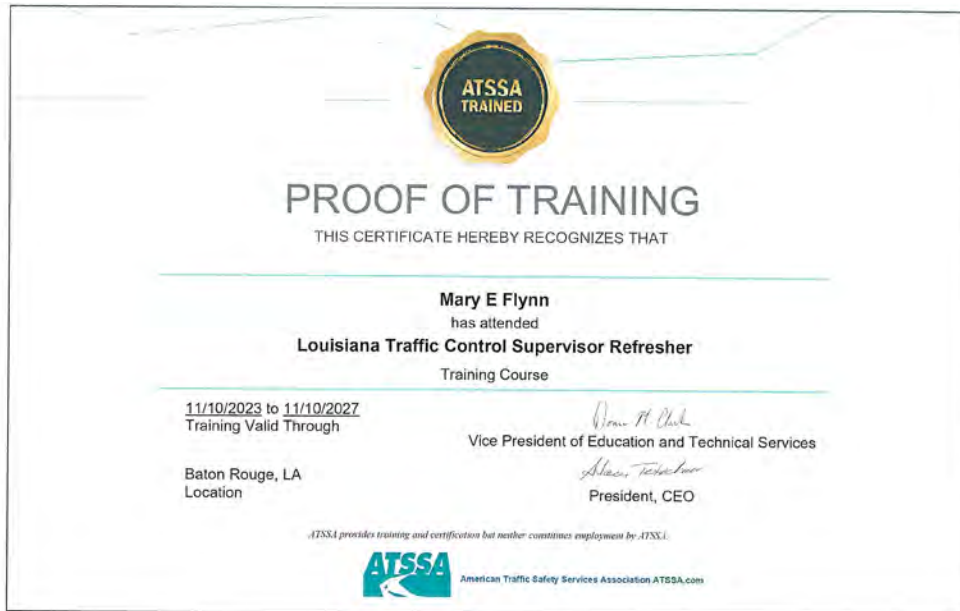 ATSSA
TRAINED
PROOF OF TRAINING
THIS CERTIFICATE HEREBY RECOGNIZES THAT
Mary E Flynn
has attended
Louisiana Traffic Control Supervisor Refresher
Training Course
11/10/2023 to 11/10/2027
Training Valid Through
Vice President of Education and Technical Services
Baton Rouge, LA
Location
President, CEO
ATSSA provides training and certification but neither constitutes employment by ATSSA.
ATSSA
American Traffic Safety Services Association ATSSA.com